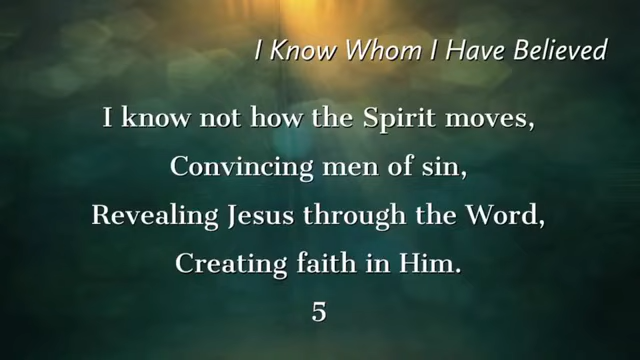 I Know Whom I Have Believed
I know not how the Spirit moves,
Convincing men of sin,
Revealing Jesus through the Word,
Creating faith in Him.
5